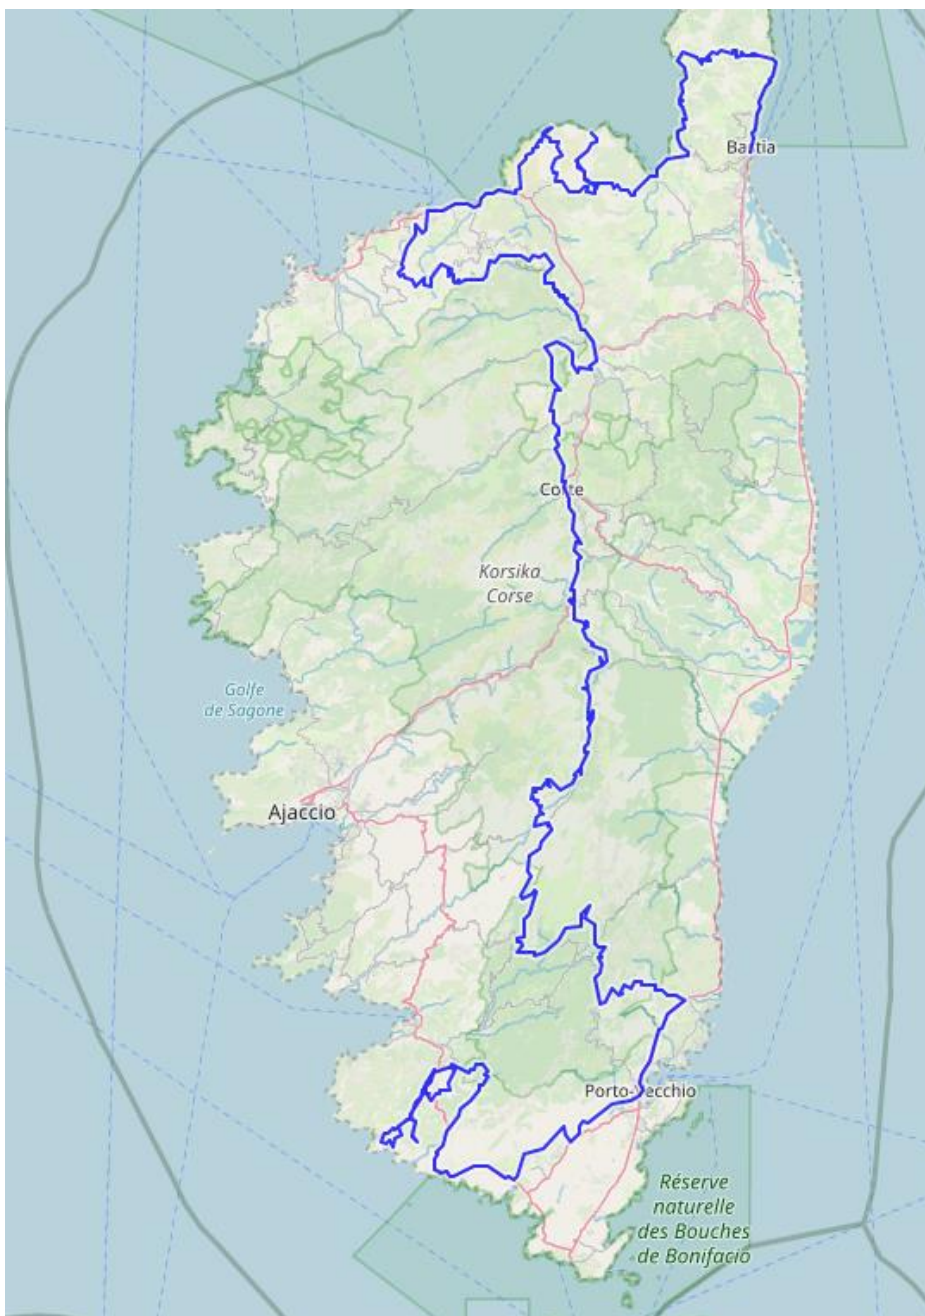 Bastia
Corte
Korsika
Corse
Golfe
de Sagone
Ajaccio
Porto-Vecchio
Réserve
naturelle
des Bouches
de Bonifacio